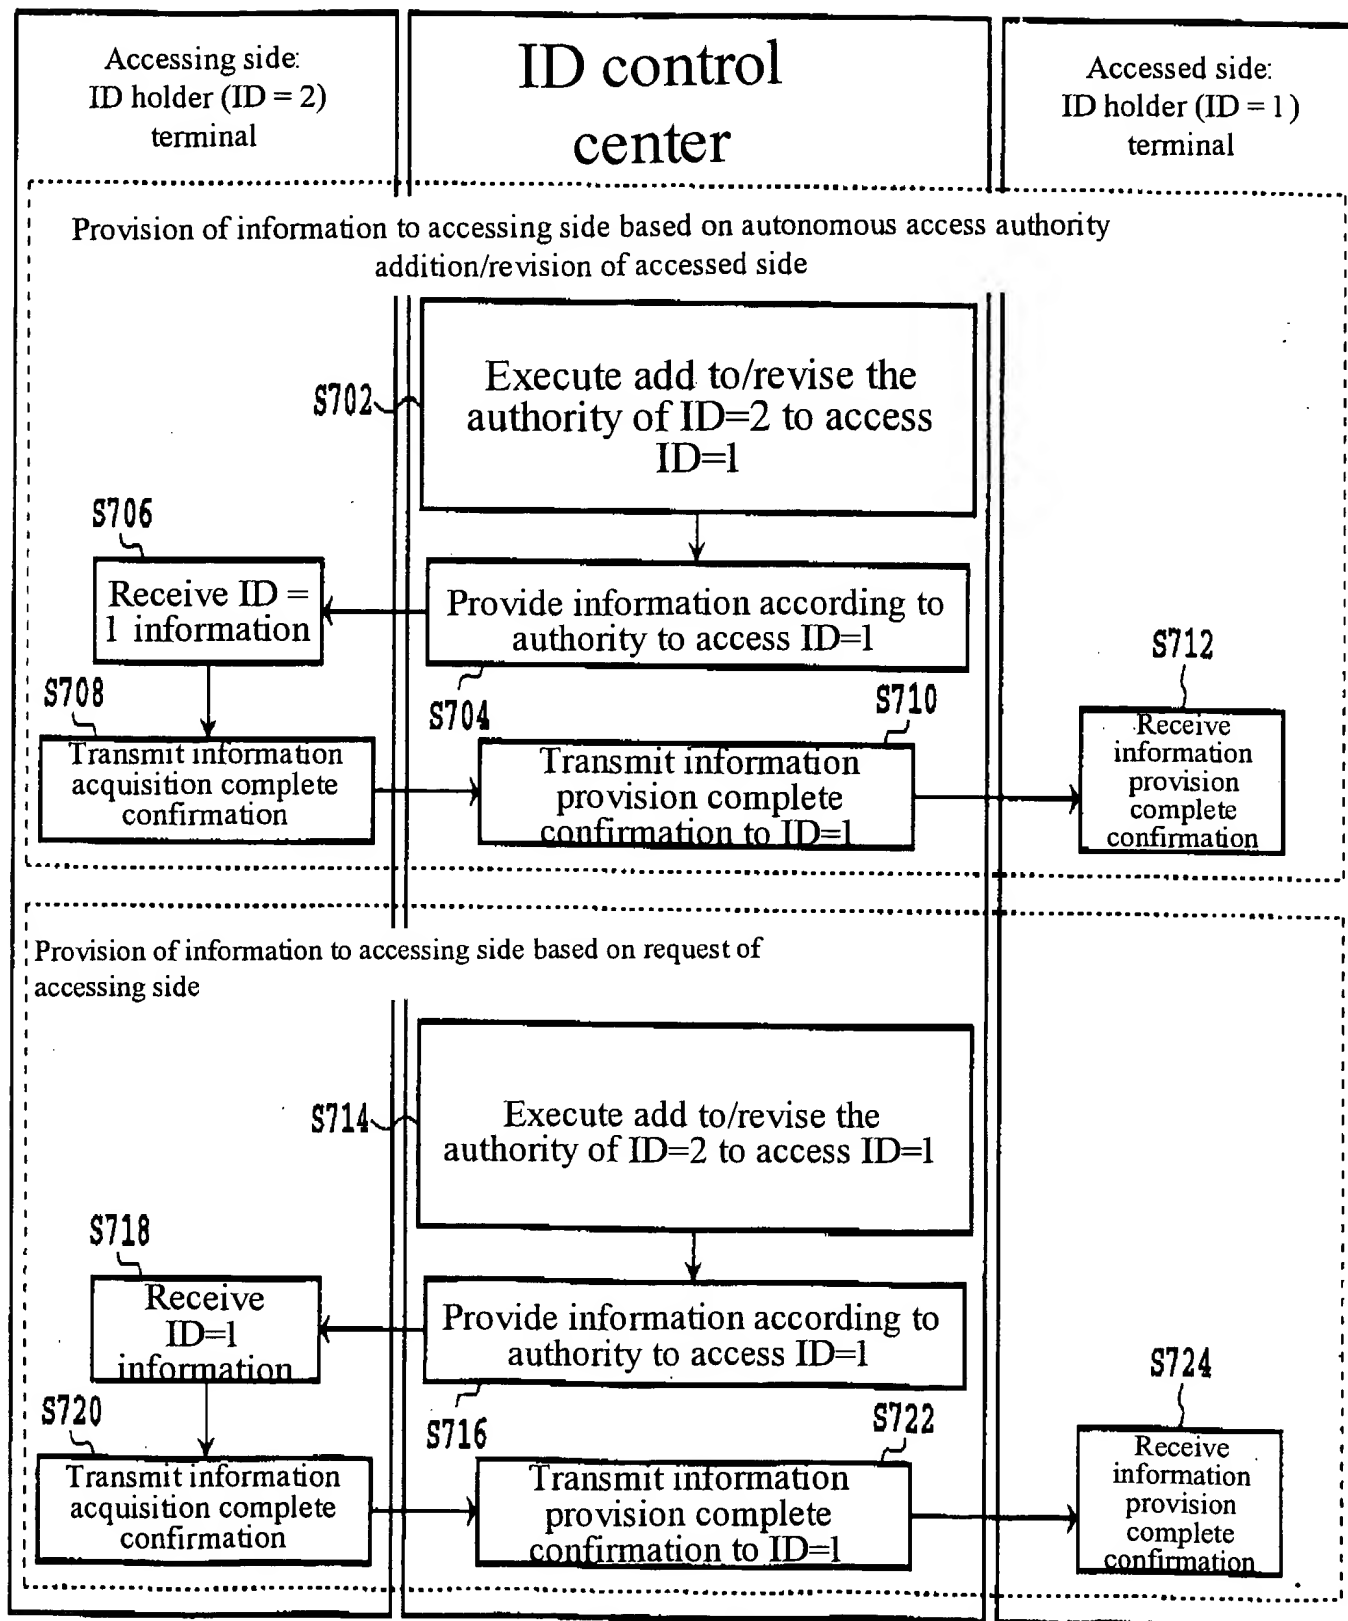 Accessing side:
ID holder (ID = 2)
terminal
ID control
center
Accessed side:
ID holder (ID = 1)
terminal
Provision of information to accessing side based on autonomous access authority
addition/revision of accessed side
S702
Execute add to/revise the
authority of ID=2 to access
ID=1
S706
Receive ID =
1 information
Provide information according to
authority to access ID=1
S704
S708
Transmit information
acquisition complete
confirmation
S710
Transmit information
provision complete
confirmation to ID=1
S712
Receive
information
provision
complete
confirmation
Provision of information to accessing side based on request of
accessing side
S714
Execute add to/revise the
authority of ID=2 to access ID=1
S718
Receive
ID=1
information
Provide information according to
authority to access ID=1
S716
S720
Transmit information
acquisition complete
confirmation
S722
Transmit information
provision complete
confirmation to ID=1
S724
Receive
information
provision
complete
confirmation